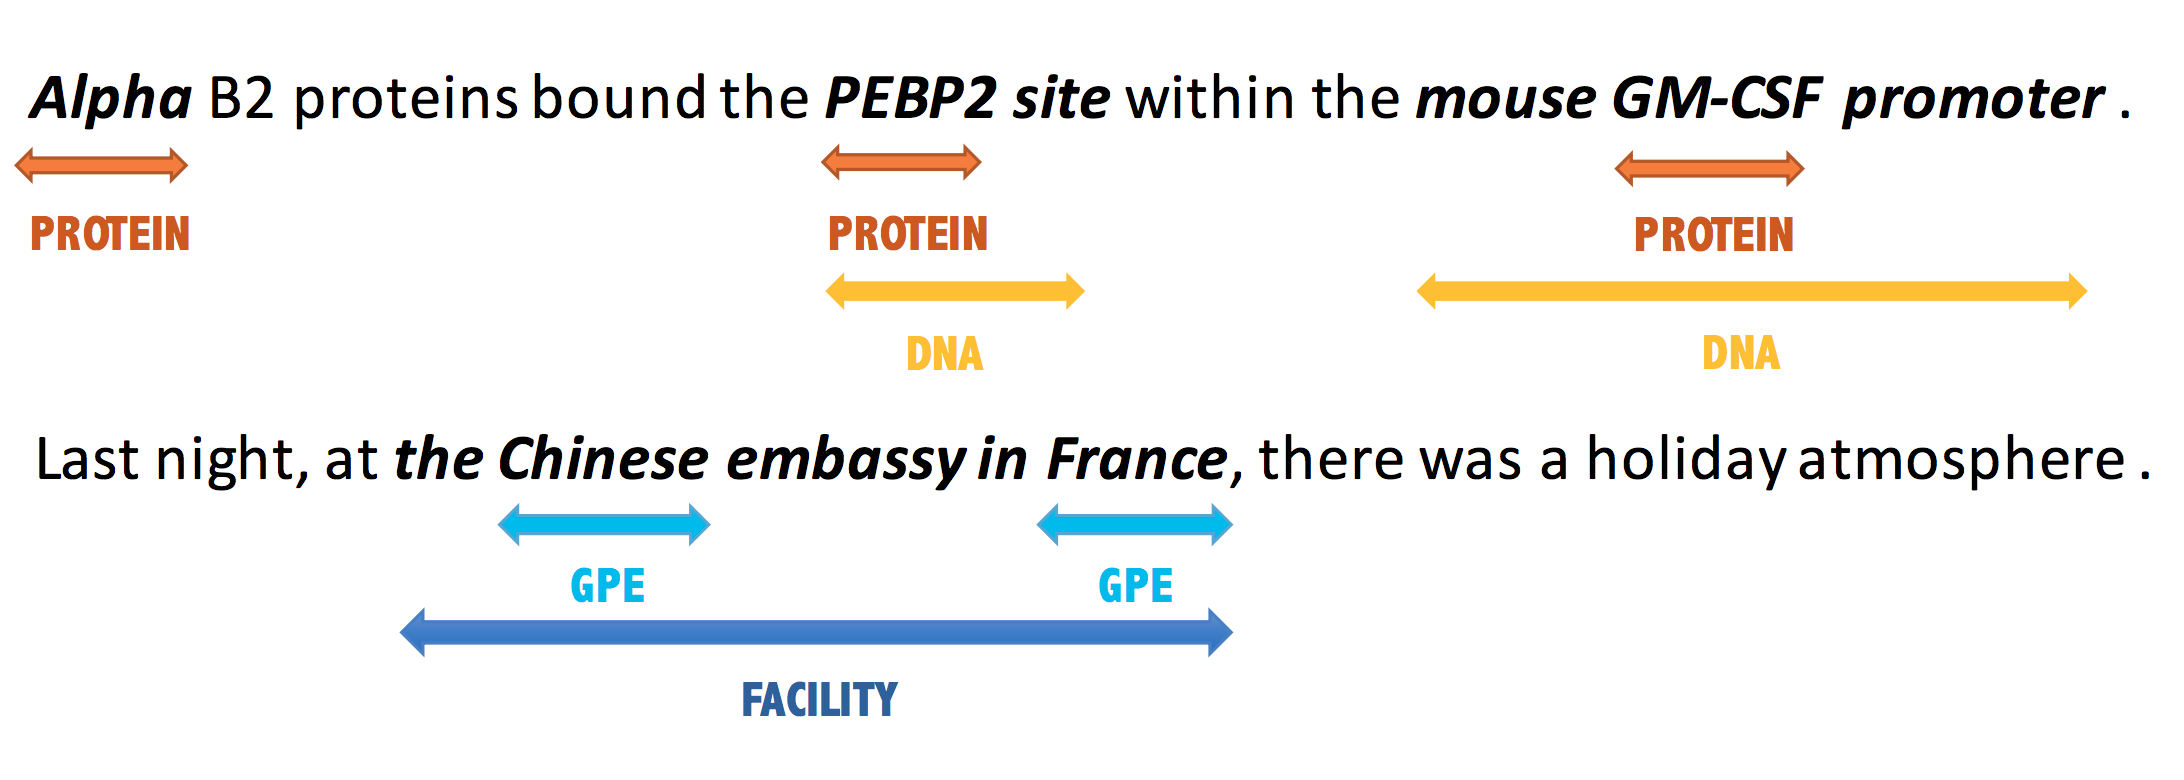 Alpha B2 proteins bound the PEBP2 site within the mouse GM-CSF promoter .
PROTEIN PROTEIN PROTEIN
DNA DNA
Last night, at the Chinese embassy in France, there was a holiday atmosphere .
GPE GPE
FACILITY